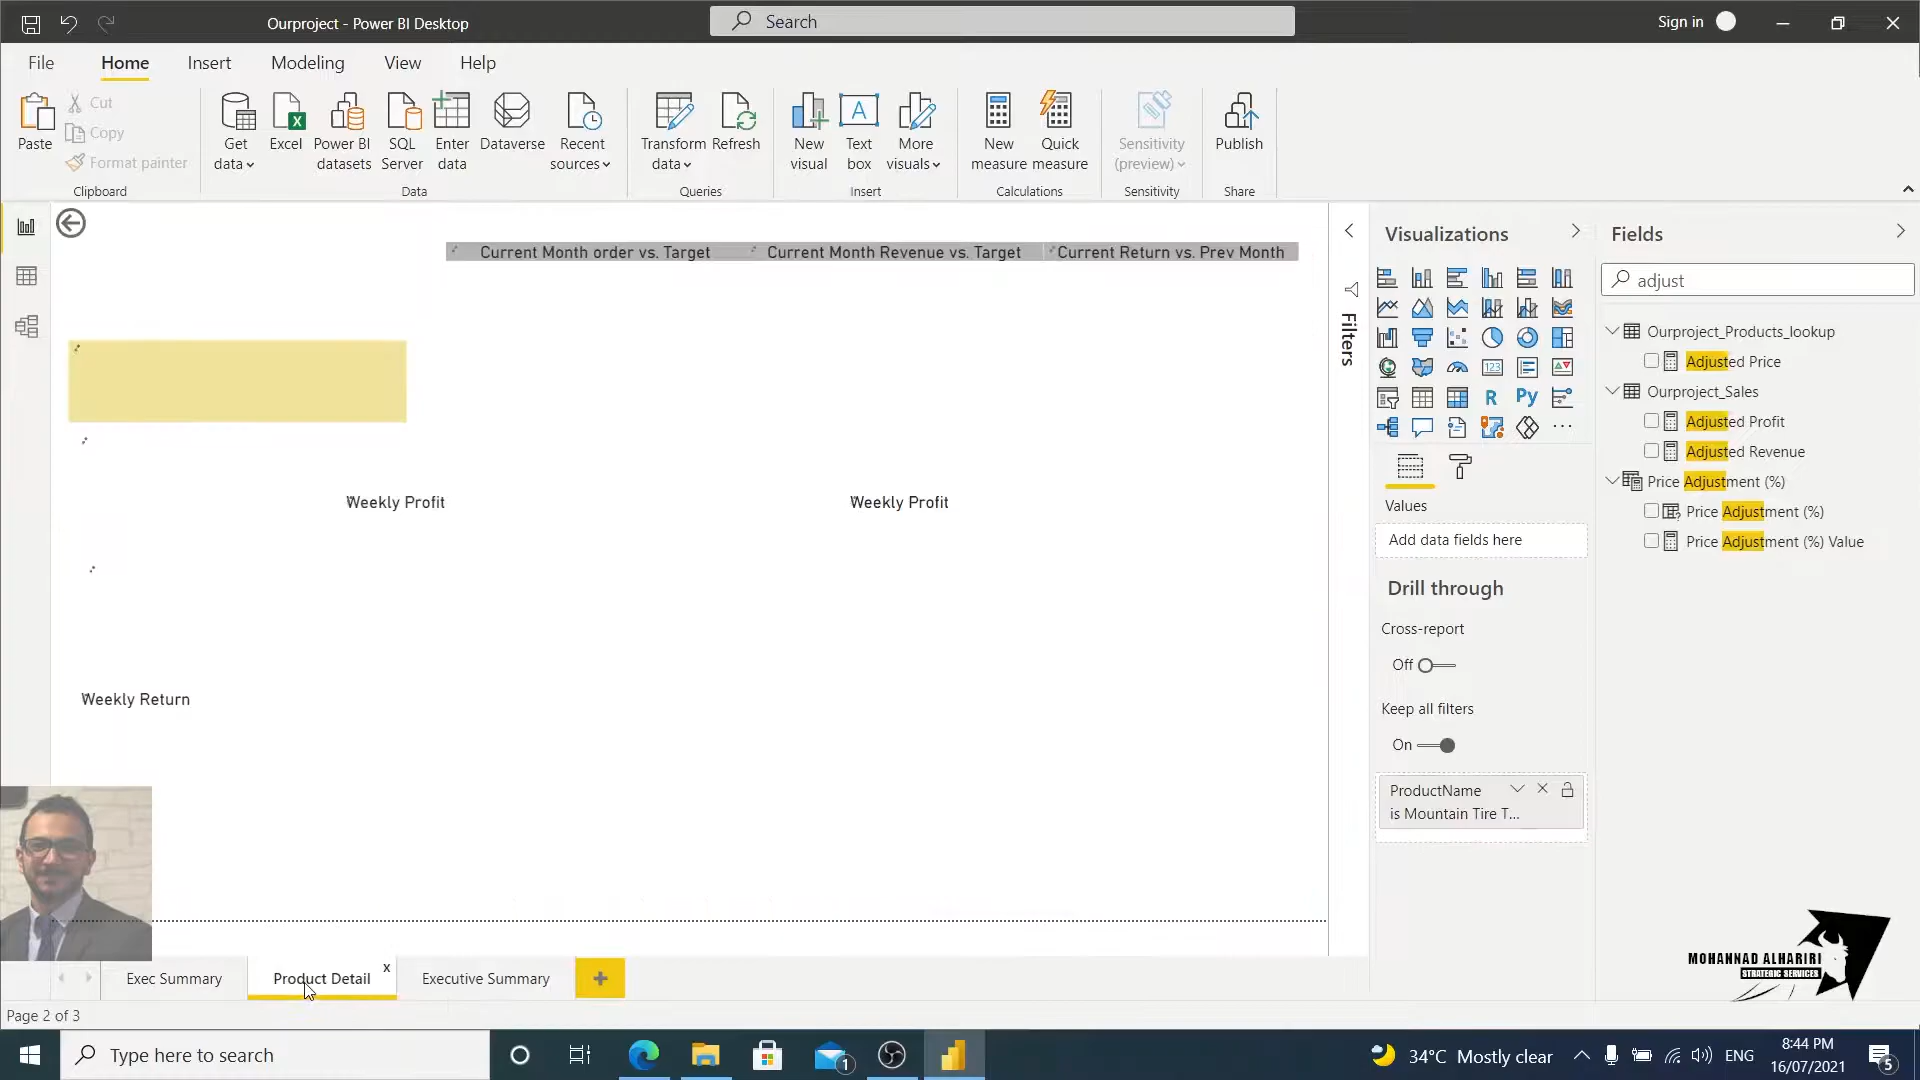 Ourproject - Power BI Desktop
Search
Sign in
File
Home
Insert
Modeling
View
Help
Paste
Cut
Copy
Format painter
Clipboard
Get data
Excel
Power BI datasets
SQL Server
Enter data
Dataverse
Recent sources
Data
Transform data
Refresh
Queries
New visual
Text box
More visuals
Insert
New measure
Quick measure
Calculations
Sensitivity (preview)
Sensitivity
Publish
Share
Current Month order vs. Target
Current Month Revenue vs. Target
Current Return vs. Prev Month
Weekly Profit
Weekly Profit
Weekly Return
Filters
Visualizations
R
Py
123
Values
Add data fields here
Drill through
Cross-report
Off
Keep all filters
On
ProductName
is Mountain Tire T...
Fields
adjust
Ourproject_Products_lookup
Adjusted Price
Ourproject_Sales
Adjusted Profit
Adjusted Revenue
Price Adjustment (%)
Price Adjustment (%)
Price Adjustment (%) Value
MOHANNAD ALHARIRI
STRATEGIC SERVICES
Exec Summary
Product Detail
x
Executive Summary
Page 2 of 3
Type here to search
1
34°C Mostly clear
ENG
8:44 PM
16/07/2021
5